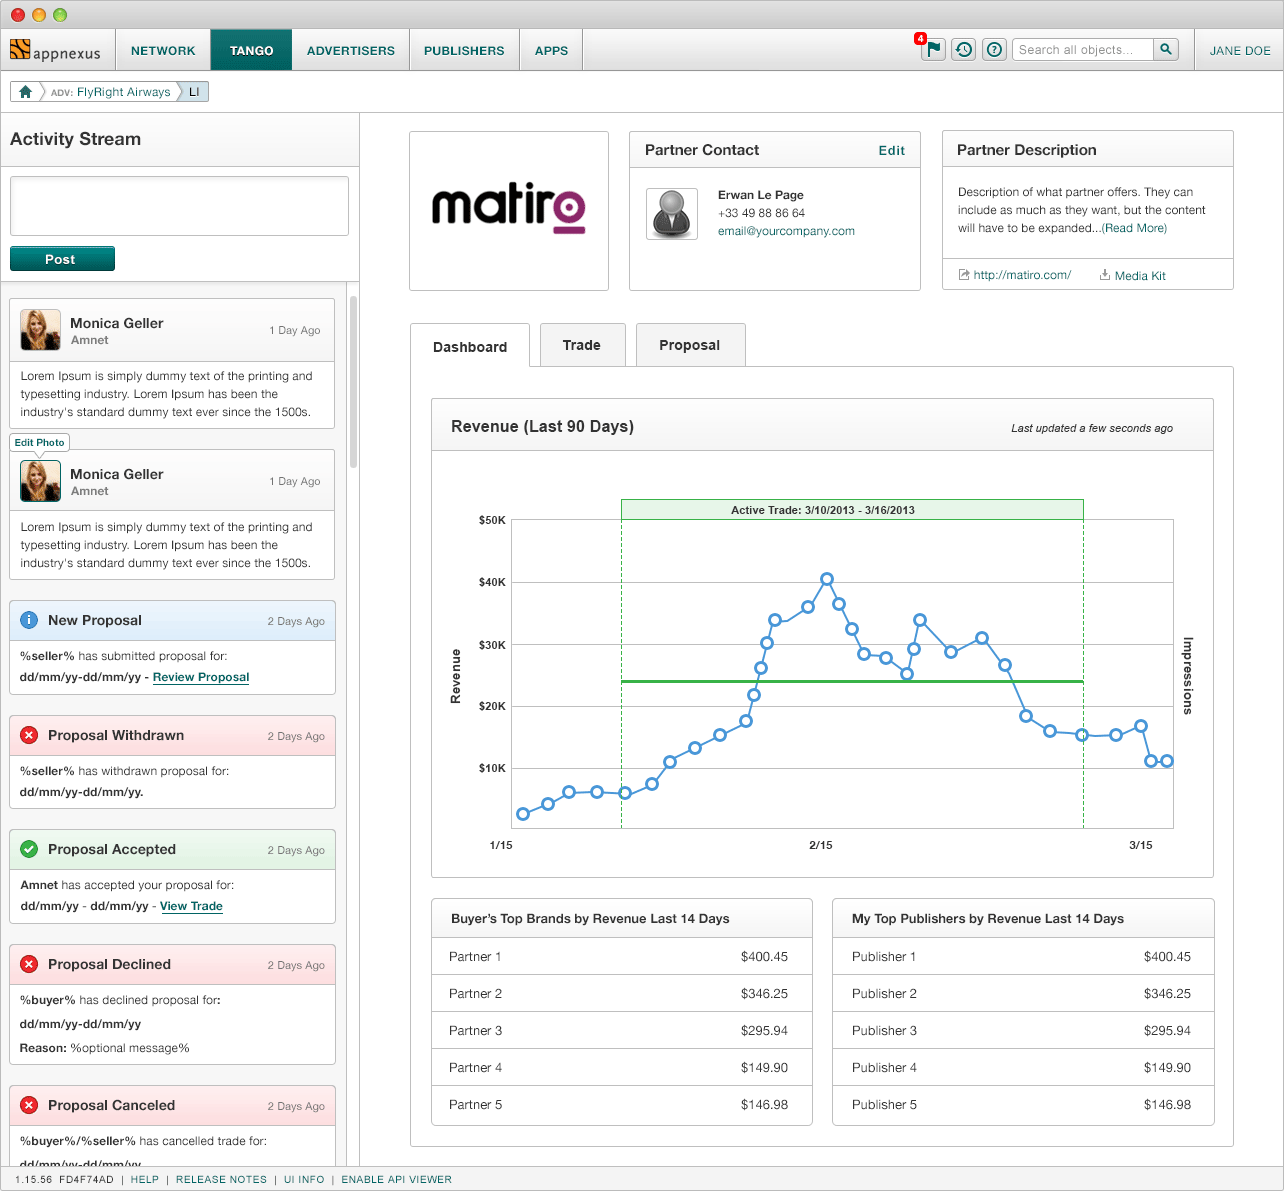 appnexus
NETWORK
TANGO
ADVERTISERS
PUBLISHERS
APPS
4
Search all objects...
JANE DOE
ADV: FlyRight Airways
LI
Activity Stream
Post
Monica Geller
Amnet
1 Day Ago
Lorem Ipsum is simply dummy text of the printing and
typesetting industry. Lorem Ipsum has been the
industry's standard dummy text ever since the 1500s.
Edit Photo
Monica Geller
Amnet
1 Day Ago
Lorem Ipsum is simply dummy text of the printing and
typesetting industry. Lorem Ipsum has been the
industry's standard dummy text ever since the 1500s.
New Proposal
2 Days Ago
%seller% has submitted proposal for:
dd/mm/yy-dd/mm/yy - Review Proposal
Proposal Withdrawn
2 Days Ago
%seller% has withdrawn proposal for:
dd/mm/yy-dd/mm/yy.
Proposal Accepted
2 Days Ago
Amnet has accepted your proposal for:
dd/mm/yy - dd/mm/yy - View Trade
Proposal Declined
2 Days Ago
%buyer% has declined proposal for:
dd/mm/yy-dd/mm/yy
Reason: %optional message%
Proposal Canceled
2 Days Ago
%buyer%/%seller% has cancelled trade for:
dd/mm/yy-dd/mm/yy
matiro
Partner Contact
Edit
Erwan Le Page
+33 49 88 86 64
email@yourcompany.com
Partner Description
Description of what partner offers. They can
include as much as they want, but the content
will have to be expanded...(Read More)
http://matiro.com/
Media Kit
Dashboard
Trade
Proposal
Revenue (Last 90 Days)
Last updated a few seconds ago
Active Trade: 3/10/2013 - 3/16/2013
$50K
$40K
$30K
$20K
$10K
Revenue
Impressions
1/15
2/15
3/15
Buyer's Top Brands by Revenue Last 14 Days
Partner 1 $400.45
Partner 2 $346.25
Partner 3 $295.94
Partner 4 $149.90
Partner 5 $146.98
My Top Publishers by Revenue Last 14 Days
Publisher 1 $400.45
Publisher 2 $346.25
Publisher 3 $295.94
Publisher 4 $149.90
Publisher 5 $146.98
1.15.56 FD4F74AD | HELP | RELEASE NOTES | UI INFO | ENABLE API VIEWER